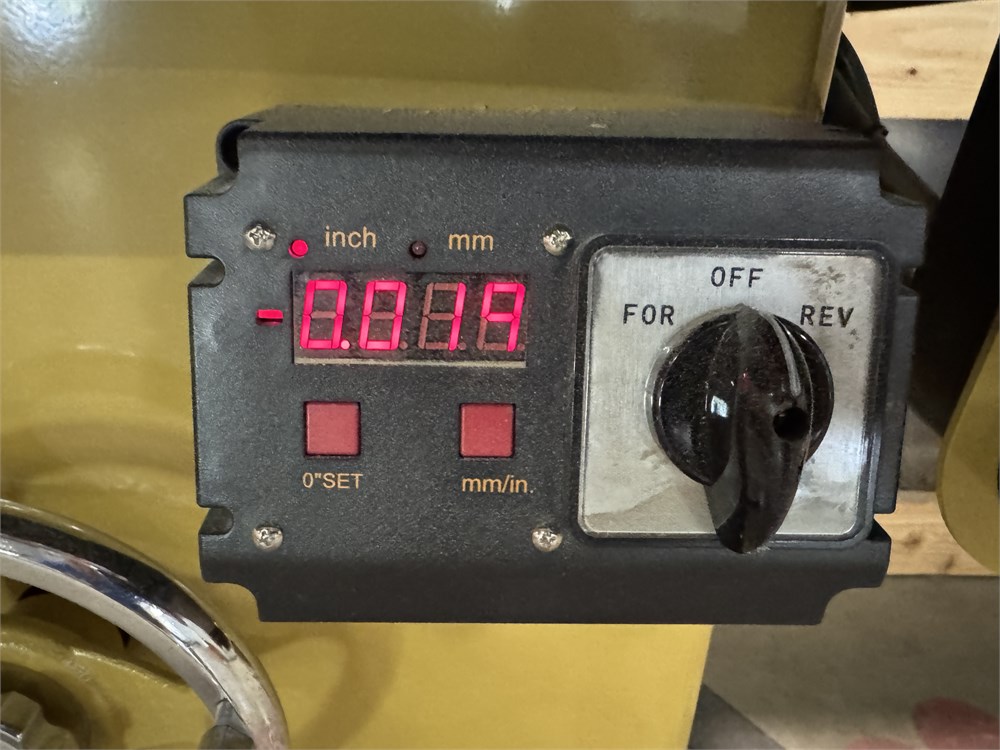 inch mm
-0.019
0"SET mm/in.
OFF
FOR REV